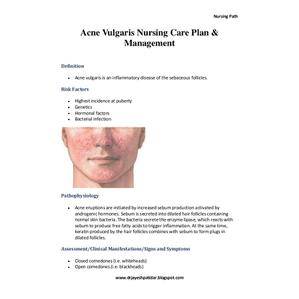 Nursing Path
Acne Vulgaris Nursing Care Plan &
Management
Definition
• Acne vulgaris is an inflammatory disease of the sebaceous follicles.
Risk Factors
• Highest incidence at puberty
• Genetics
• Hormonal factors
• Bacterial infection
Pathophysiology
• Acne eruptions are initiated by increased sebum production activated by
androgenic hormones. Sebum is secreted into dilated hair follicles containing
normal skin bacteria. The bacteria secrete the enzyme lipase, which reacts with
sebum to produce free fatty acids to trigger inflammation. At the same time,
keratin produced by the hair follicles combines with sebum to form plugs in
dilated follicles.
Assessment/Clinical Manifestations/Signs and Symptoms
• Closed comedones (i.e. whiteheads)
• Open comedones (i.e. blackheads)
www.drjayeshpatidar.blogspot.com